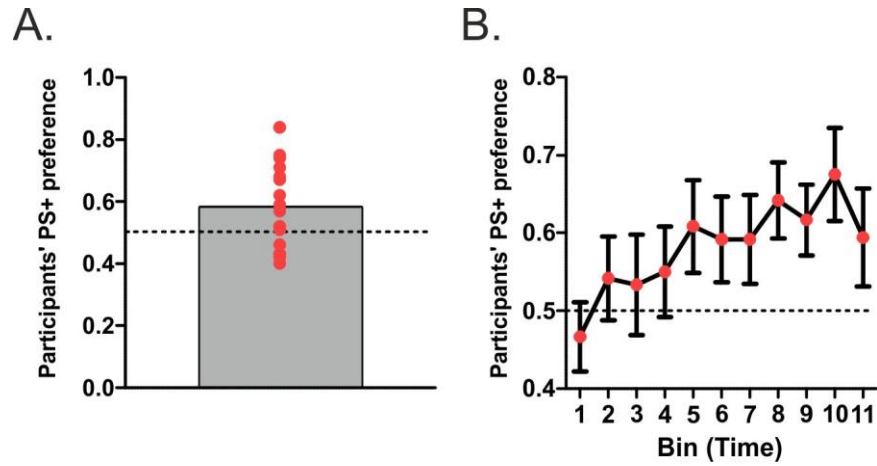 A.
Participants' PS+ preference
1.0
0.8
0.6
0.4
0.2
0.0
B.
Participants' PS+ preference
0.8
0.7
0.6
0.5
0.4
1 2 3 4 5 6 7 8 9 10 11
Bin (Time)